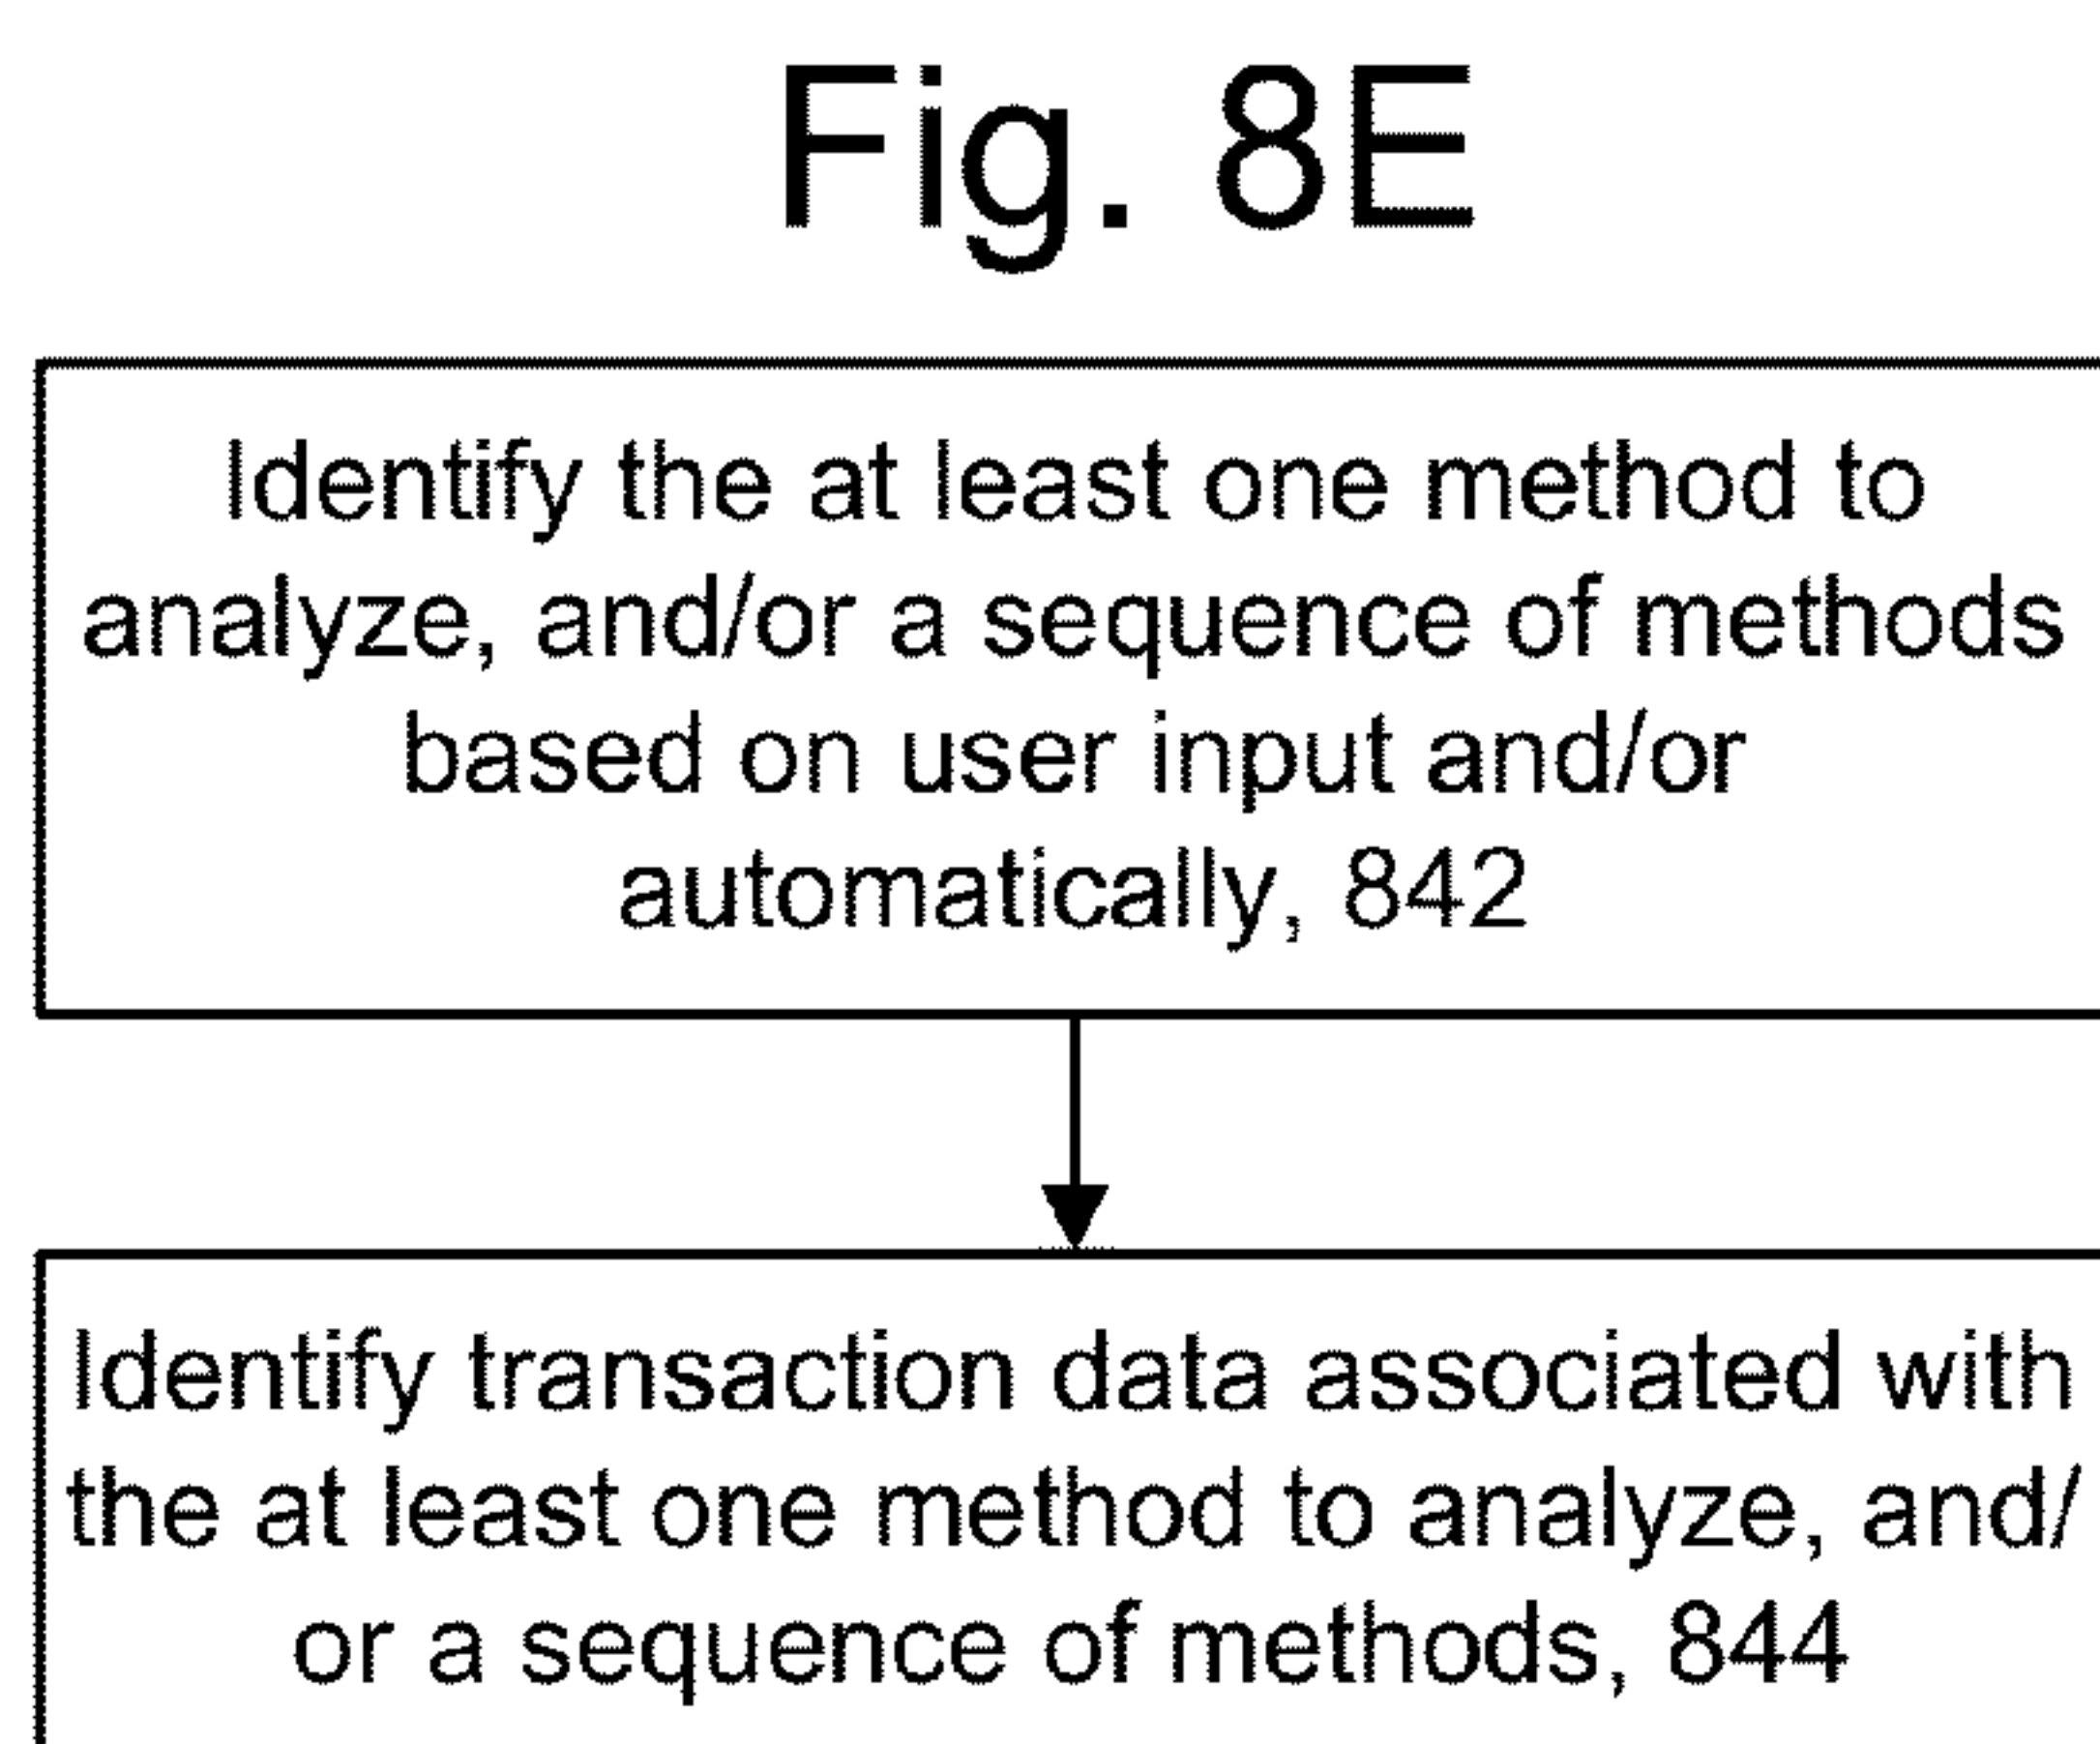 Fig. 8E
Identify the at least one method to
analyze, and/or a sequence of methods
based on user input and/or
automatically, 842
Identify transaction data associated with
the at least one method to analyze, and/
or a sequence of methods, 844